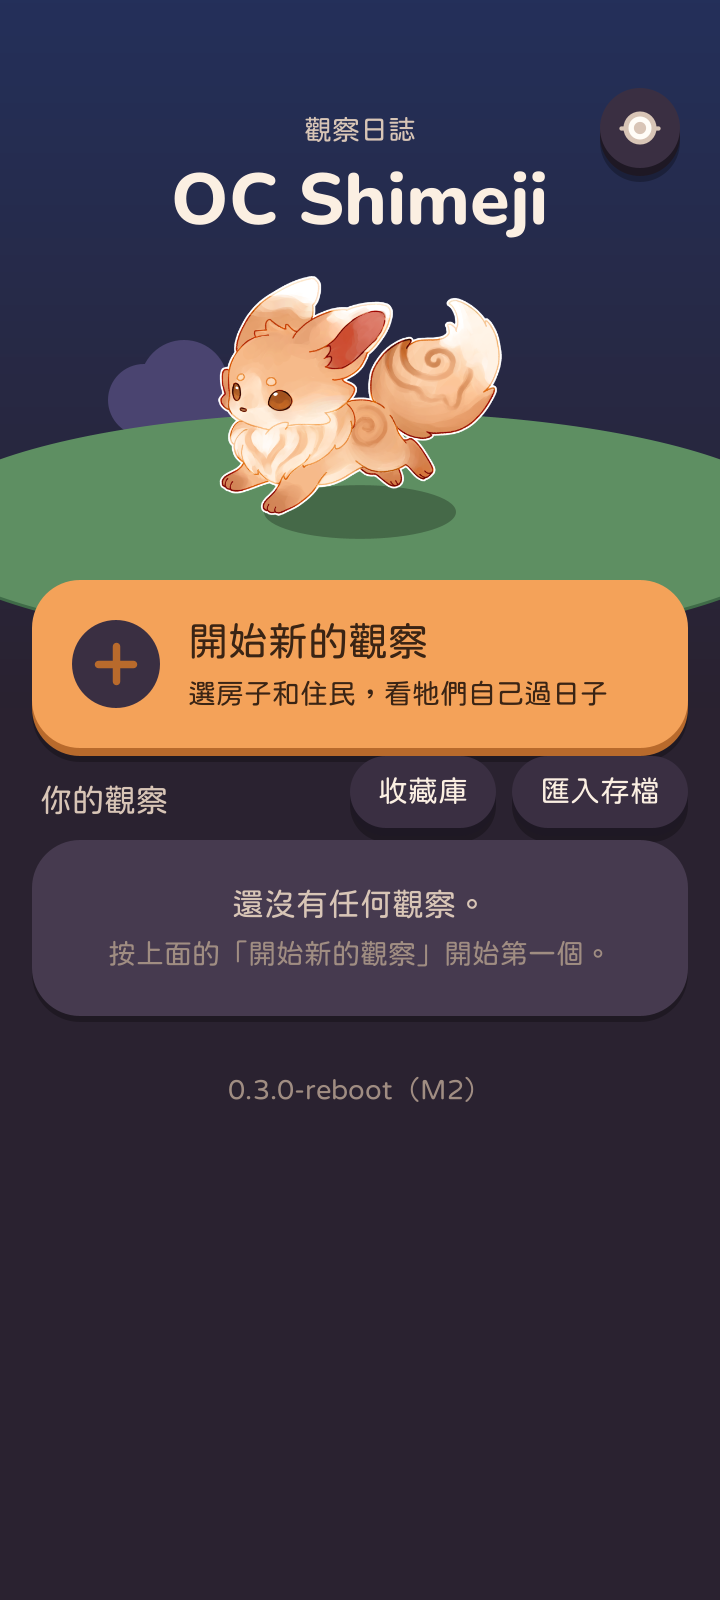 觀察日誌
OC Shimeji
開始新的觀察
選房子和住民，看牠們自己過日子
你的觀察
收藏庫
匯入存檔
還沒有任何觀察。
按上面的「開始新的觀察」開始第一個。
0.3.0-reboot（M2）